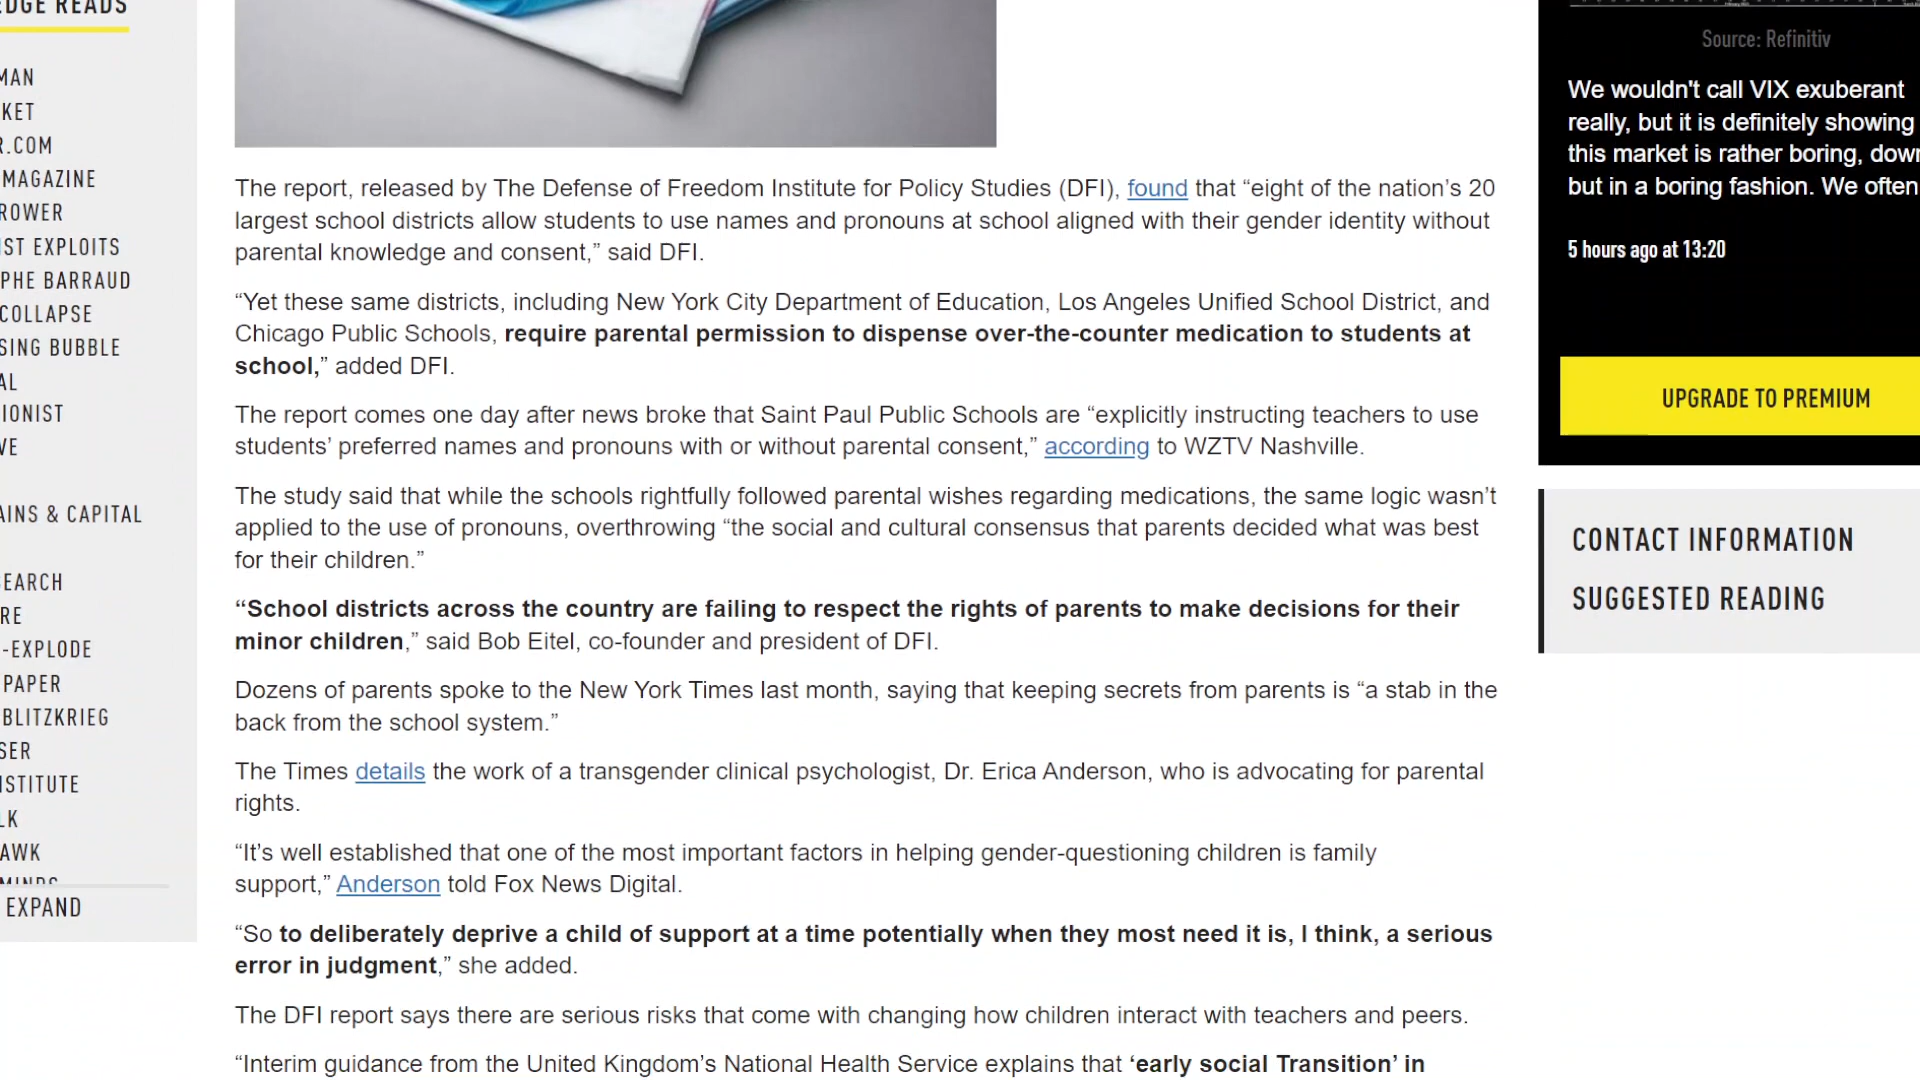 EDGE READS
MAN
KET
R.COM
MAGAZINE
ROWER
IST EXPLOITS
PHE BARRAUD
COLLAPSE
SING BUBBLE
AL
IONIST
VE
AINS & CAPITAL
EARCH
RE
-EXPLODE
PAPER
BLITZKRIEG
SER
NSTITUTE
LK
AWK
MINDS
EXPAND
The report, released by The Defense of Freedom Institute for Policy Studies (DFI), found that “eight of the nation’s 20
largest school districts allow students to use names and pronouns at school aligned with their gender identity without
parental knowledge and consent,” said DFI.
“Yet these same districts, including New York City Department of Education, Los Angeles Unified School District, and
Chicago Public Schools, require parental permission to dispense over-the-counter medication to students at
school,” added DFI.
The report comes one day after news broke that Saint Paul Public Schools are “explicitly instructing teachers to use
students’ preferred names and pronouns with or without parental consent,” according to WZTV Nashville.
The study said that while the schools rightfully followed parental wishes regarding medications, the same logic wasn’t
applied to the use of pronouns, overthrowing “the social and cultural consensus that parents decided what was best
for their children.”
“School districts across the country are failing to respect the rights of parents to make decisions for their
minor children,” said Bob Eitel, co-founder and president of DFI.
Dozens of parents spoke to the New York Times last month, saying that keeping secrets from parents is “a stab in the
back from the school system.”
The Times details the work of a transgender clinical psychologist, Dr. Erica Anderson, who is advocating for parental
rights.
“It’s well established that one of the most important factors in helping gender-questioning children is family
support,” Anderson told Fox News Digital.
“So to deliberately deprive a child of support at a time potentially when they most need it is, I think, a serious
error in judgment,” she added.
The DFI report says there are serious risks that come with changing how children interact with teachers and peers.
“Interim guidance from the United Kingdom’s National Health Service explains that ‘early social Transition’ in
Source: Refinitiv
We wouldn't call VIX exuberant
really, but it is definitely showing
this market is rather boring, down
but in a boring fashion. We often
5 hours ago at 13:20
UPGRADE TO PREMIUM
CONTACT INFORMATION
SUGGESTED READING